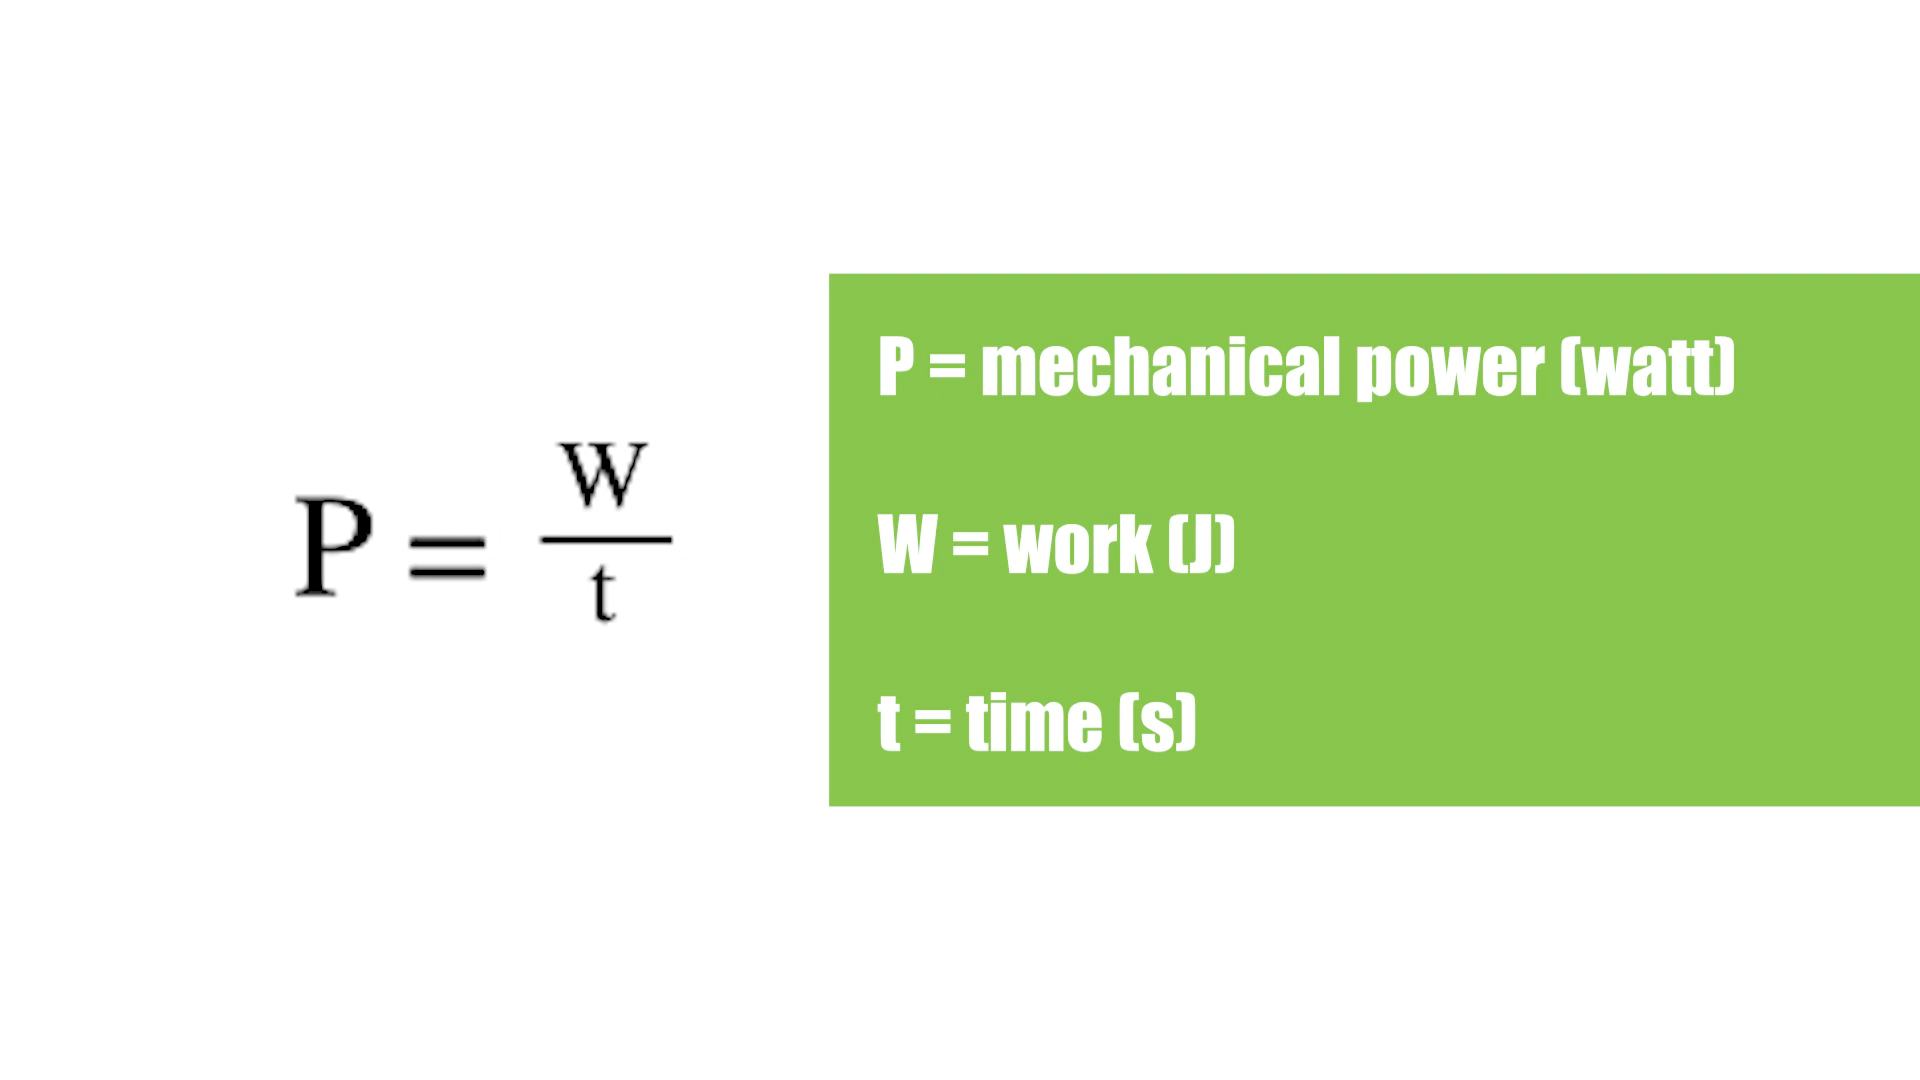 P = W
t
P = mechanical power (watt)
W = work (J)
t = time (s)